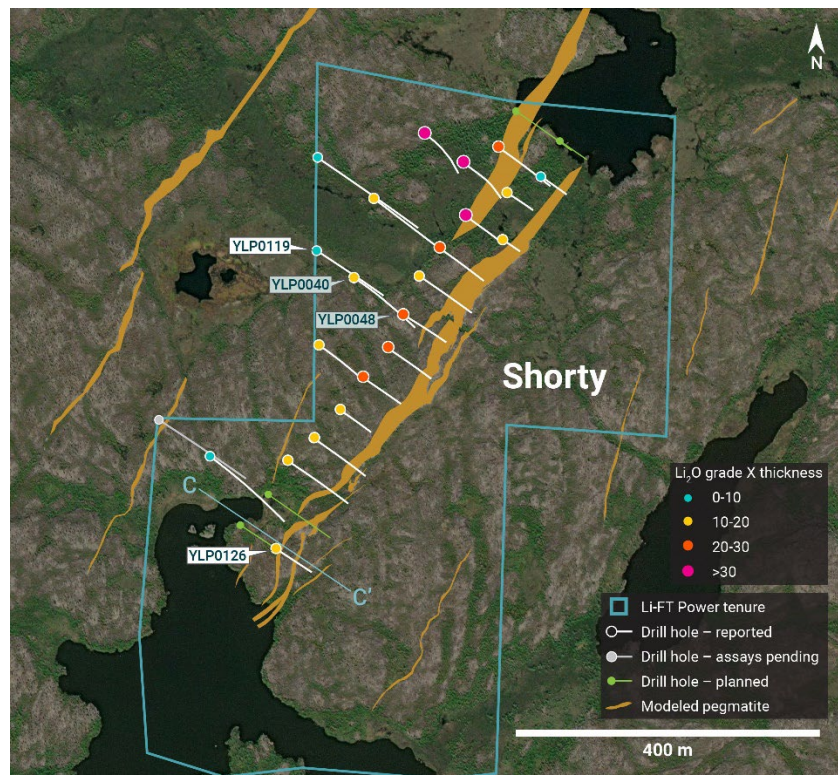 N
YLP0119
YLP0040
YLP0048
Shorty
C
YLP0126
C'
Li₂O grade X thickness
0-10
10-20
20-30
>30
Li-FT Power tenure
Drill hole – reported
Drill hole – assays pending
Drill hole – planned
Modeled pegmatite
400 m